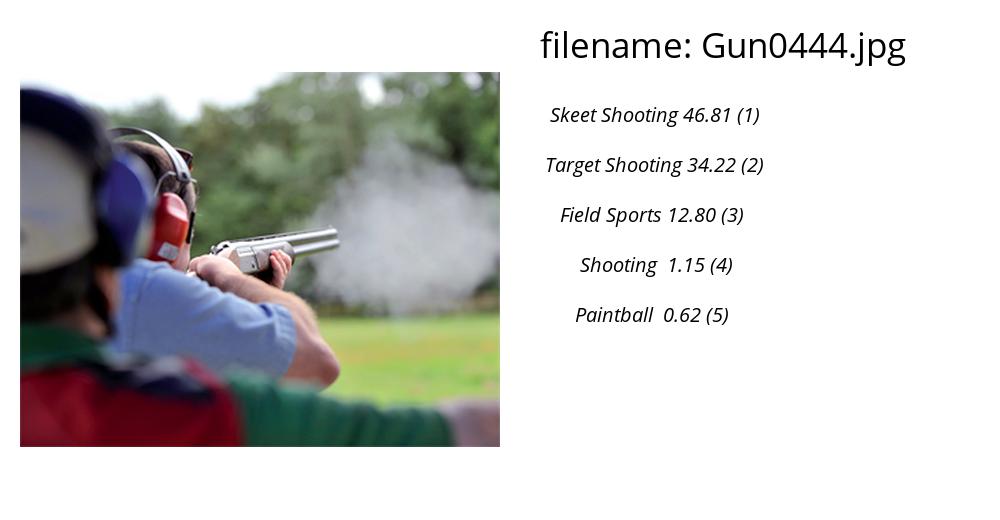 filename: Gun0444.jpg
Skeet Shooting 46.81 (1)
Target Shooting 34.22 (2)
Field Sports 12.80 (3)
Shooting 1.15 (4)
Paintball 0.62 (5)